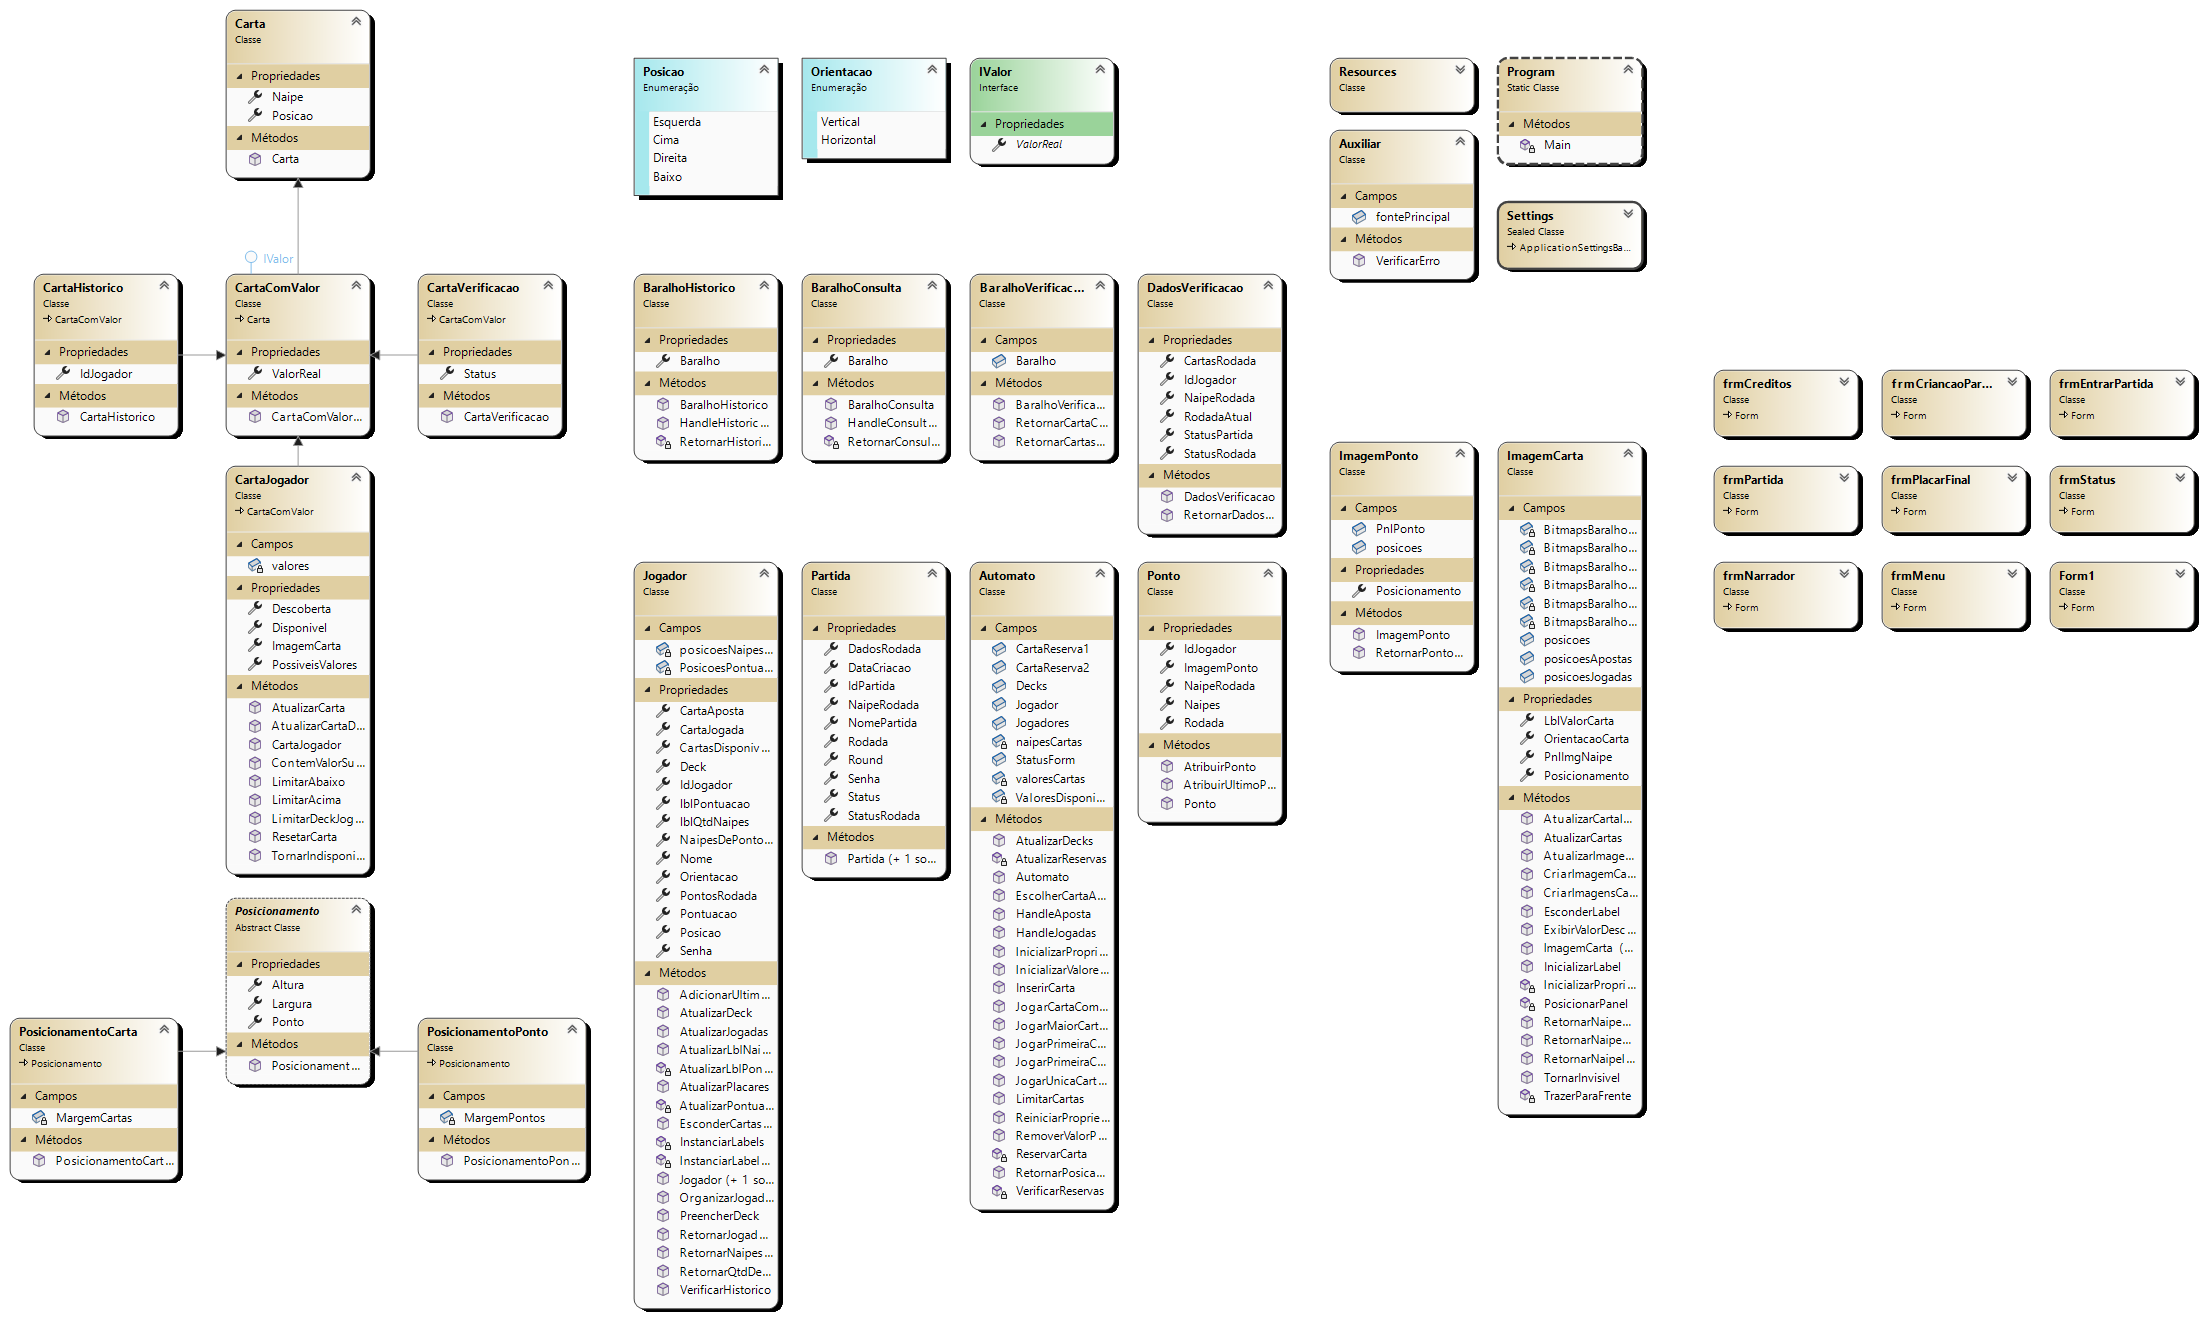 Carta
Classe
Propriedades
Naipe
Posicao
Métodos
Carta
IValor
CartaHistorico
Classe
CartaComValor
Propriedades
IdJogador
Métodos
CartaHistorico
CartaComValor
Classe
Carta
Propriedades
ValorReal
Métodos
CartaComValor...
CartaVerificacao
Classe
CartaComValor
Propriedades
Status
Métodos
CartaVerificacao
CartaJogador
Classe
CartaComValor
Campos
valores
Propriedades
Descoberta
Disponivel
ImagemCarta
PossiveisValores
Métodos
AtualizarCarta
AtualizarCartaD...
CartaJogador
ContemValorSu...
LimitarAbaixo
LimitarAcima
LimitarDeckJog...
ResetarCarta
TornarIndisponi...
Posicionamento
Abstract Classe
Propriedades
Altura
Largura
Ponto
Métodos
Posicionament...
PosicionamentoCarta
Classe
Posicionamento
Campos
MargemCartas
Métodos
PosicionamentoCart...
PosicionamentoPonto
Classe
Posicionamento
Campos
MargemPontos
Métodos
PosicionamentoPon...
Posicao
Enumeração
Esquerda
Cima
Direita
Baixo
Orientacao
Enumeração
Vertical
Horizontal
IValor
Interface
Propriedades
ValorReal
BaralhoHistorico
Classe
Propriedades
Baralho
Métodos
BaralhoHistorico
HandleHistoric...
RetornarHistori...
BaralhoConsulta
Classe
Propriedades
Baralho
Métodos
BaralhoConsulta
HandleConsult...
RetornarConsul...
BaralhoVerificac...
Classe
Campos
Baralho
Métodos
BaralhoVerifica...
RetornarCartaC...
RetornarCartas...
DadosVerificacao
Classe
Propriedades
CartasRodada
IdJogador
NaipeRodada
RodadaAtual
StatusPartida
StatusRodada
Métodos
DadosVerificacao
RetornarDados...
Jogador
Classe
Campos
posicoesNaipes...
PosicoesPontua...
Propriedades
CartaAposta
CartaJogada
CartasDisponiv...
Deck
IdJogador
lblPontuacao
lblQtdNaipes
NaipesDePonto...
Nome
Orientacao
PontosRodada
Pontuacao
Posicao
Senha
Métodos
AdicionarUltim...
AtualizarDeck
AtualizarJogadas
AtualizarLblNai...
AtualizarLblPon...
AtualizarPlacares
AtualizarPontua...
EsconderCartas...
InstanciarLabels
InstanciarLabel...
Jogador (+ 1 so...
OrganizarJogad...
PreencherDeck
RetornarJogad...
RetornarNaipes...
RetornarQtdDe...
VerificarHistorico
Partida
Classe
Propriedades
DadosRodada
DataCriacao
IdPartida
NaipeRodada
NomePartida
Rodada
Round
Senha
Status
StatusRodada
Métodos
Partida (+ 1 so...
Automato
Classe
Campos
CartaReserva1
CartaReserva2
Decks
Jogador
Jogadores
naipesCartas
StatusForm
valoresCartas
ValoresDisponi...
Métodos
AtualizarDecks
AtualizarReservas
Automato
EscolherCartaA...
HandleAposta
HandleJogadas
InicializarPropri...
InicializarValore...
InserirCarta
JogarCartaCom...
JogarMaiorCart...
JogarPrimeiraC...
JogarPrimeiraC...
JogarUnicaCart...
LimitarCartas
ReiniciarProprie...
RemoverValorP...
ReservarCarta
RetornarPosica...
VerificarReservas
Ponto
Classe
Propriedades
IdJogador
ImagemPonto
NaipeRodada
Naipes
Rodada
Métodos
AtribuirPonto
AtribuirUltimoP...
Ponto
Resources
Classe
Program
Static Classe
Métodos
Main
Auxiliar
Classe
Campos
fontePrincipal
Métodos
VerificarErro
Settings
Sealed Classe
ApplicationSettingsBa...
ImagemPonto
Classe
Campos
PnlPonto
posicoes
Propriedades
Posicionamento
Métodos
ImagemPonto
RetornarPonto...
ImagemCarta
Classe
Campos
BitmapsBaralho...
BitmapsBaralho...
BitmapsBaralho...
BitmapsBaralho...
BitmapsBaralho...
BitmapsBaralho...
posicoes
posicoesApostas
posicoesJogadas
Propriedades
LblValorCarta
OrientacaoCarta
PnlImgNaipe
Posicionamento
Métodos
AtualizarCartaI...
AtualizarCartas
AtualizarImage...
CriarImagemCa...
CriarImagensCa...
EsconderLabel
ExibirValorDesc...
ImagemCarta (...
InicializarLabel
InicializarPropri...
PosicionarPanel
RetornarNaipe...
RetornarNaipe...
RetornarNaipeI...
TornarInvisivel
TrazerParaFrente
frmCreditos
Classe
Form
frmCriancaoPar...
Classe
Form
frmEntrarPartida
Classe
Form
frmPartida
Classe
Form
frmPlacarFinal
Classe
Form
frmStatus
Classe
Form
frmNarrador
Classe
Form
frmMenu
Classe
Form
Form1
Classe
Form